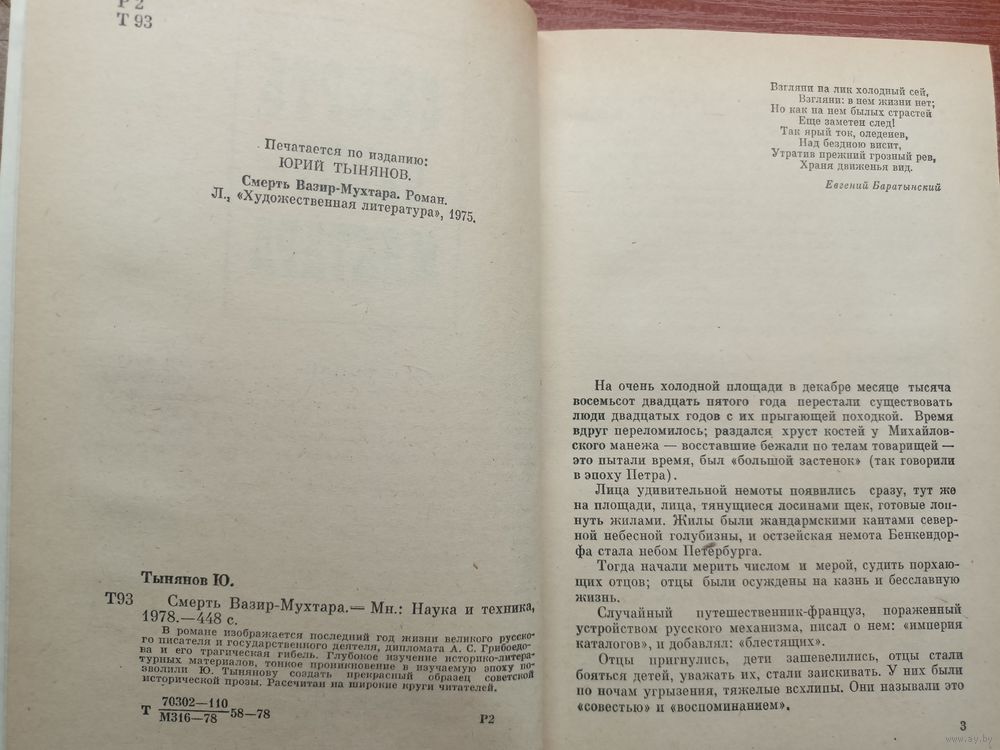 Р 2
Т 93
Печатается по изданию:
ЮРИЙ ТЫНЯНОВ.
Смерть Вазир-Мухтара. Роман.
Л., «Художественная литература», 1975.
Тынянов Ю.
Т93
Смерть Вазир-Мухтара.— Мн.: Наука и техника,
1978.—448 с.
В романе изображается последний год жизни великого русско-
го писателя и государственного деятеля, дипломата А. С. Грибоедо-
ва и его трагическая гибель. Глубокое изучение историко-литера-
турных материалов, тонкое проникновение в изучаемую эпоху по-
зволили Ю. Тынянову создать прекрасный образец советской
исторической прозы. Рассчитан на широкие круги читателей.
Т 70302—110
М316—78 58—78
Р2
Взгляни на лик холодный сей,
Взгляни: в нем жизни нет;
Но как на нем былых страстей
Еще заметен след!
Так ярый ток, оледенев,
Над бездною висит,
Утратив прежний грозный рев,
Храня движенья вид.
Евгений Баратынский
На очень холодной площади в декабре месяце тысяча
восемьсот двадцать пятого года перестали существовать
люди двадцатых годов с их прыгающей походкой. Время
вдруг переломилось; раздался хруст костей у Михайлов-
ского манежа — восставшие бежали по телам товарищей —
это пытали время, был «большой застенок» (так говорили
в эпоху Петра).
Лица удивительной немоты появились сразу, тут же
на площади, лица, тянущиеся лосинами щек, готовые лоп-
нуть жилами. Жилы были жандармскими кантами север-
ной небесной голубизны, и остзейская немота Бенкендор-
фа стала небом Петербурга.
Тогда начали мерить числом и мерой, судить порхаю-
щих отцов; отцы были осуждены на казнь и бесславную
жизнь.
Случайный путешественник-француз, пораженный
устройством русского механизма, писал о нем: «империя
каталогов», и добавлял: «блестящих».
Отцы пригнулись, дети зашевелились, отцы стали
бояться детей, уважать их, стали заискивать. У них были
по ночам угрызения, тяжелые всхлипы. Они называли это
«совестью» и «воспоминанием».
3
www.ay.by